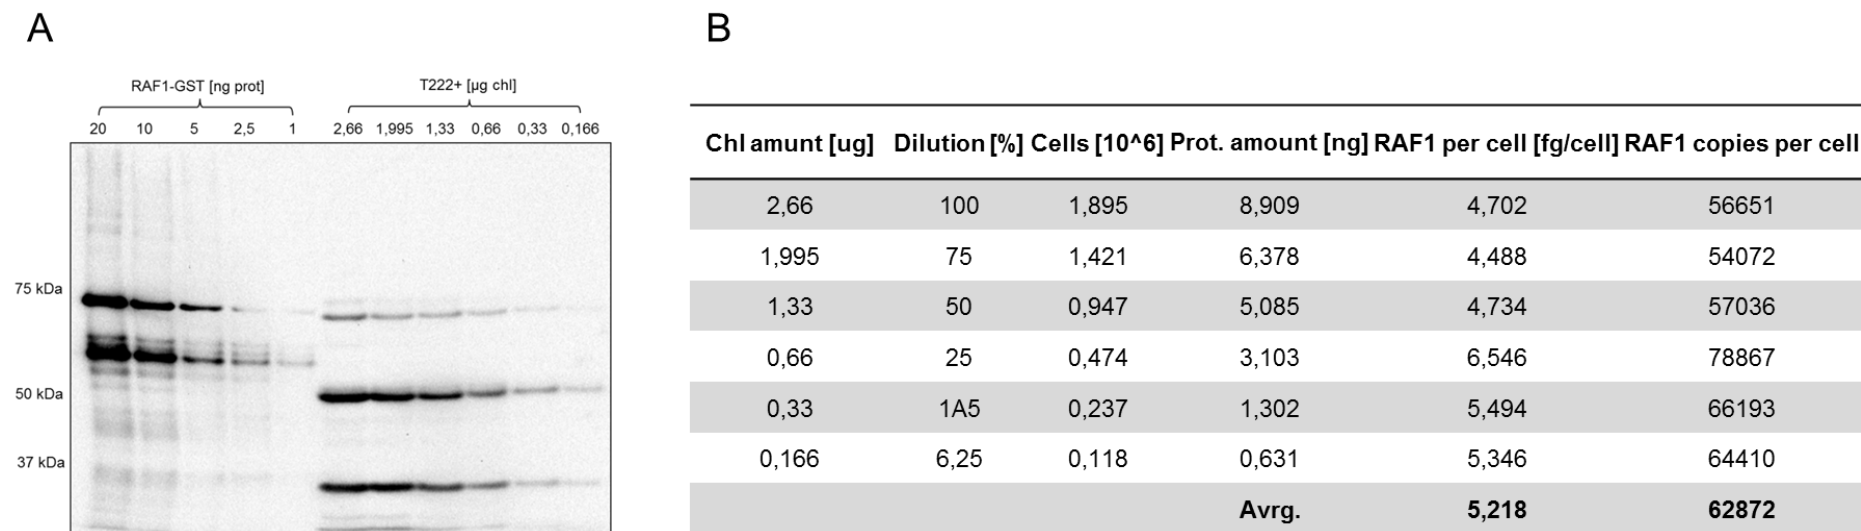 A
B
RAF1-GST [ng prot]
T222+ [µg chl]
20 10 5 2,5 1 2,66 1,995 1,33 0,66 0,33 0,166
75 kDa
50 kDa
37 kDa
Chl amunt [ug] Dilution [%] Cells [10^6] Prot. amount [ng] RAF1 per cell [fg/cell] RAF1 copies per cell
2,66 100 1,895 8,909 4,702 56651
1,995 75 1,421 6,378 4,488 54072
1,33 50 0,947 5,085 4,734 57036
0,66 25 0,474 3,103 6,546 78867
0,33 1A5 0,237 1,302 5,494 66193
0,166 6,25 0,118 0,631 5,346 64410
Avrg. 5,218 62872